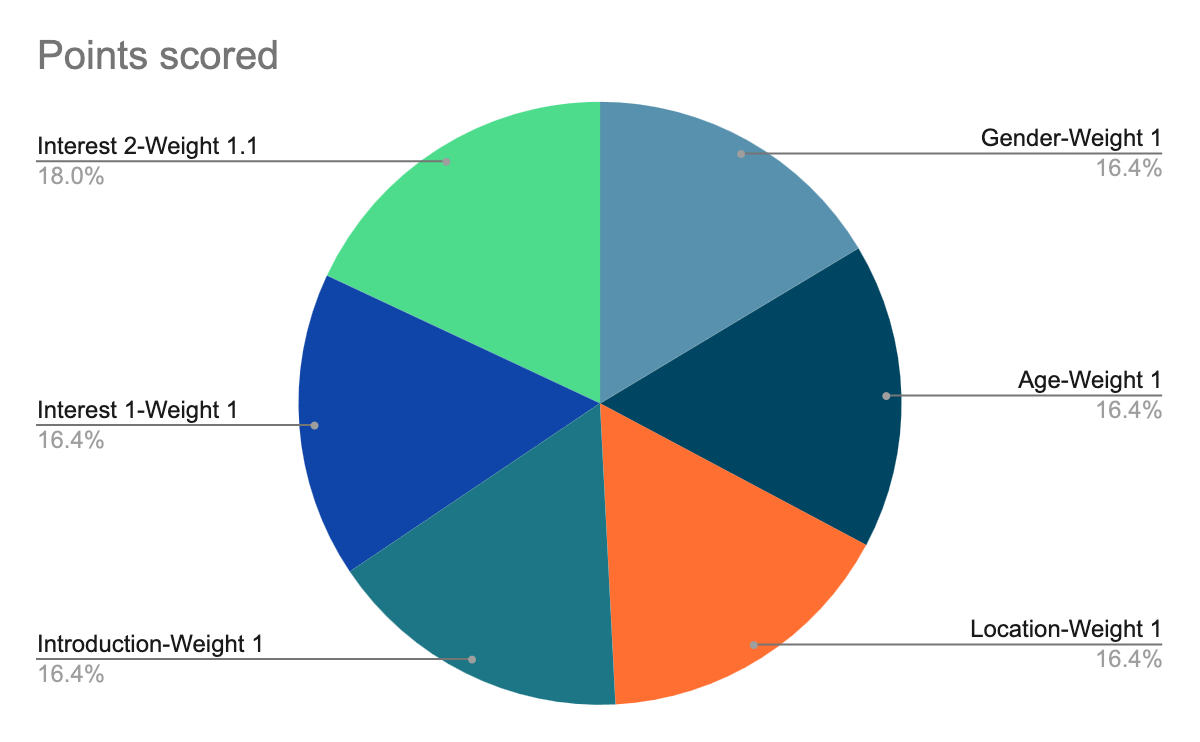 Points scored
Interest 2-Weight 1.1
18.0%
Gender-Weight 1
16.4%
Age-Weight 1
16.4%
Interest 1-Weight 1
16.4%
Location-Weight 1
16.4%
Introduction-Weight 1
16.4%